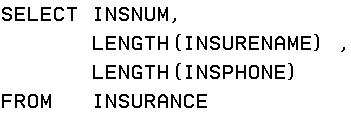 SELECT INSNUM,
LENGTH(INSURENAME) ,
LENGTH(INSPHONE)
FROM INSURANCE